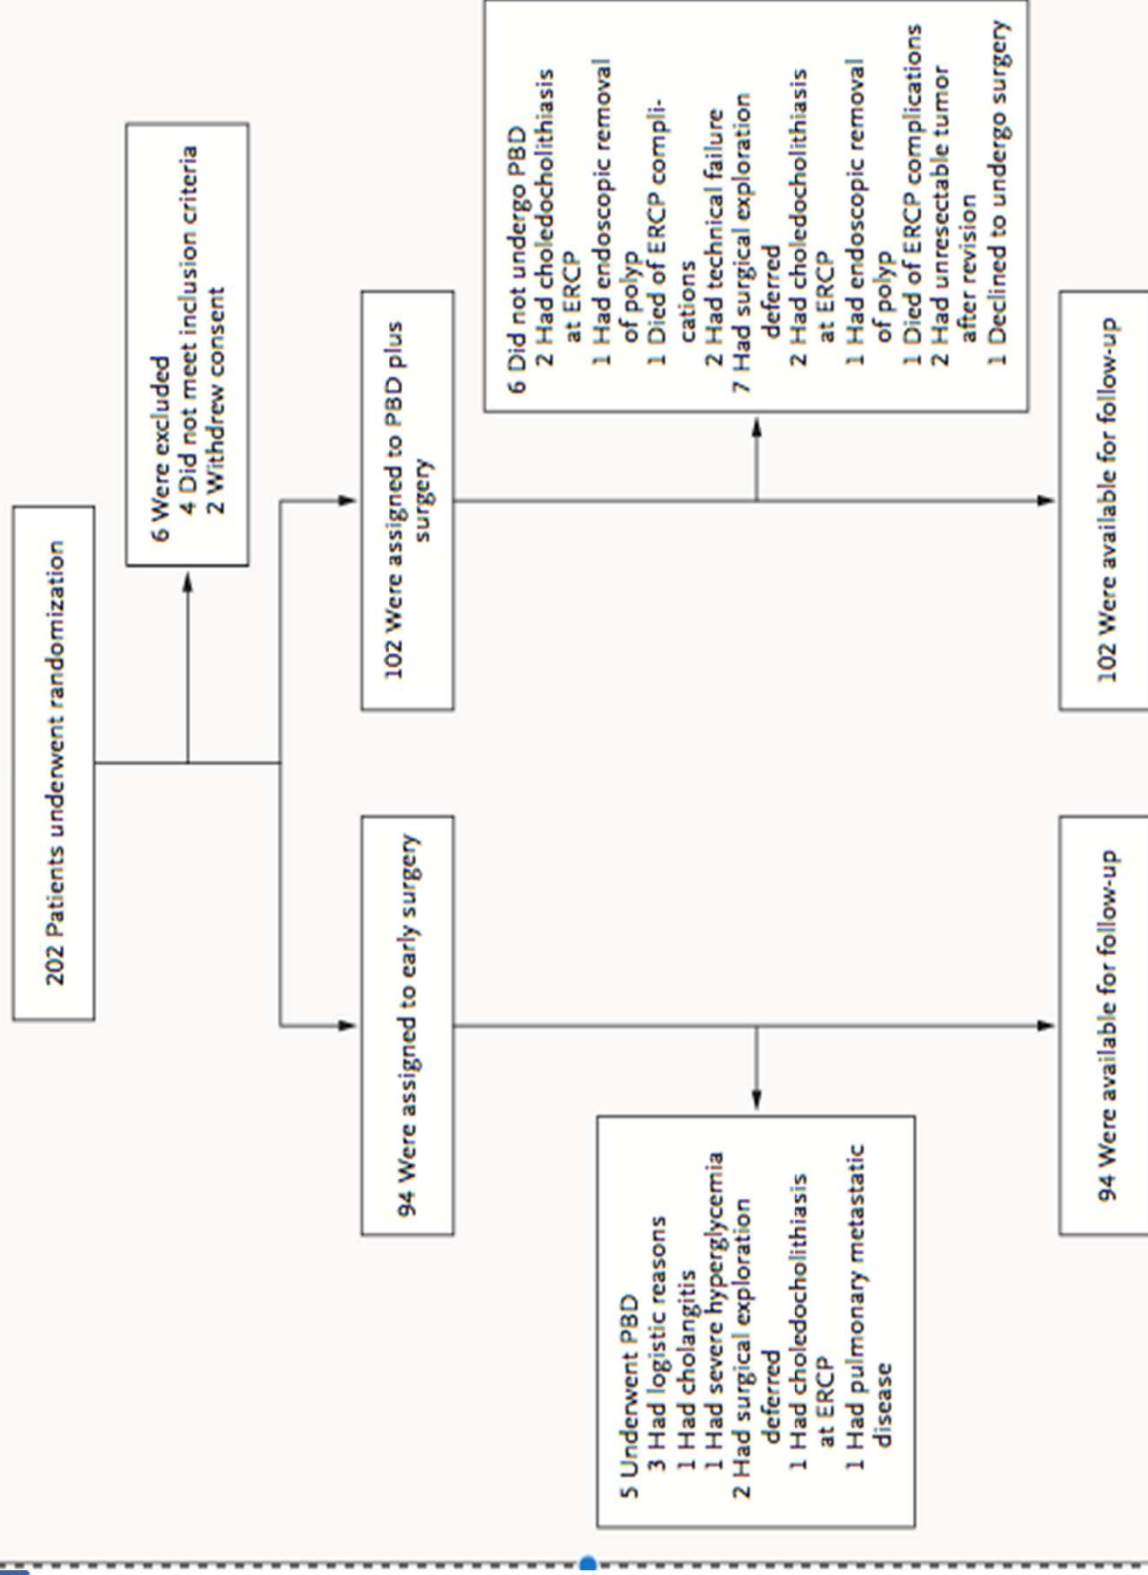 202 Patients underwent randomization
6 Were excluded
4 Did not meet inclusion criteria
2 Withdrew consent
94 Were assigned to early surgery
102 Were assigned to PBD plus
surgery
5 Underwent PBD
3 Had logistic reasons
1 Had cholangitis
1 Had severe hyperglycemia
2 Had surgical exploration
deferred
1 Had choledocholithiasis
at ERCP
1 Had pulmonary metastatic
disease
6 Did not undergo PBD
2 Had choledocholithiasis
at ERCP
1 Had endoscopic removal
of polyp
1 Died of ERCP compli-
cations
2 Had technical failure
7 Had surgical exploration
deferred
2 Had choledocholithiasis
at ERCP
1 Had endoscopic removal
of polyp
1 Died of ERCP complications
2 Had unresectable tumor
after revision
1 Declined to undergo surgery
94 Were available for follow-up
102 Were available for follow-up